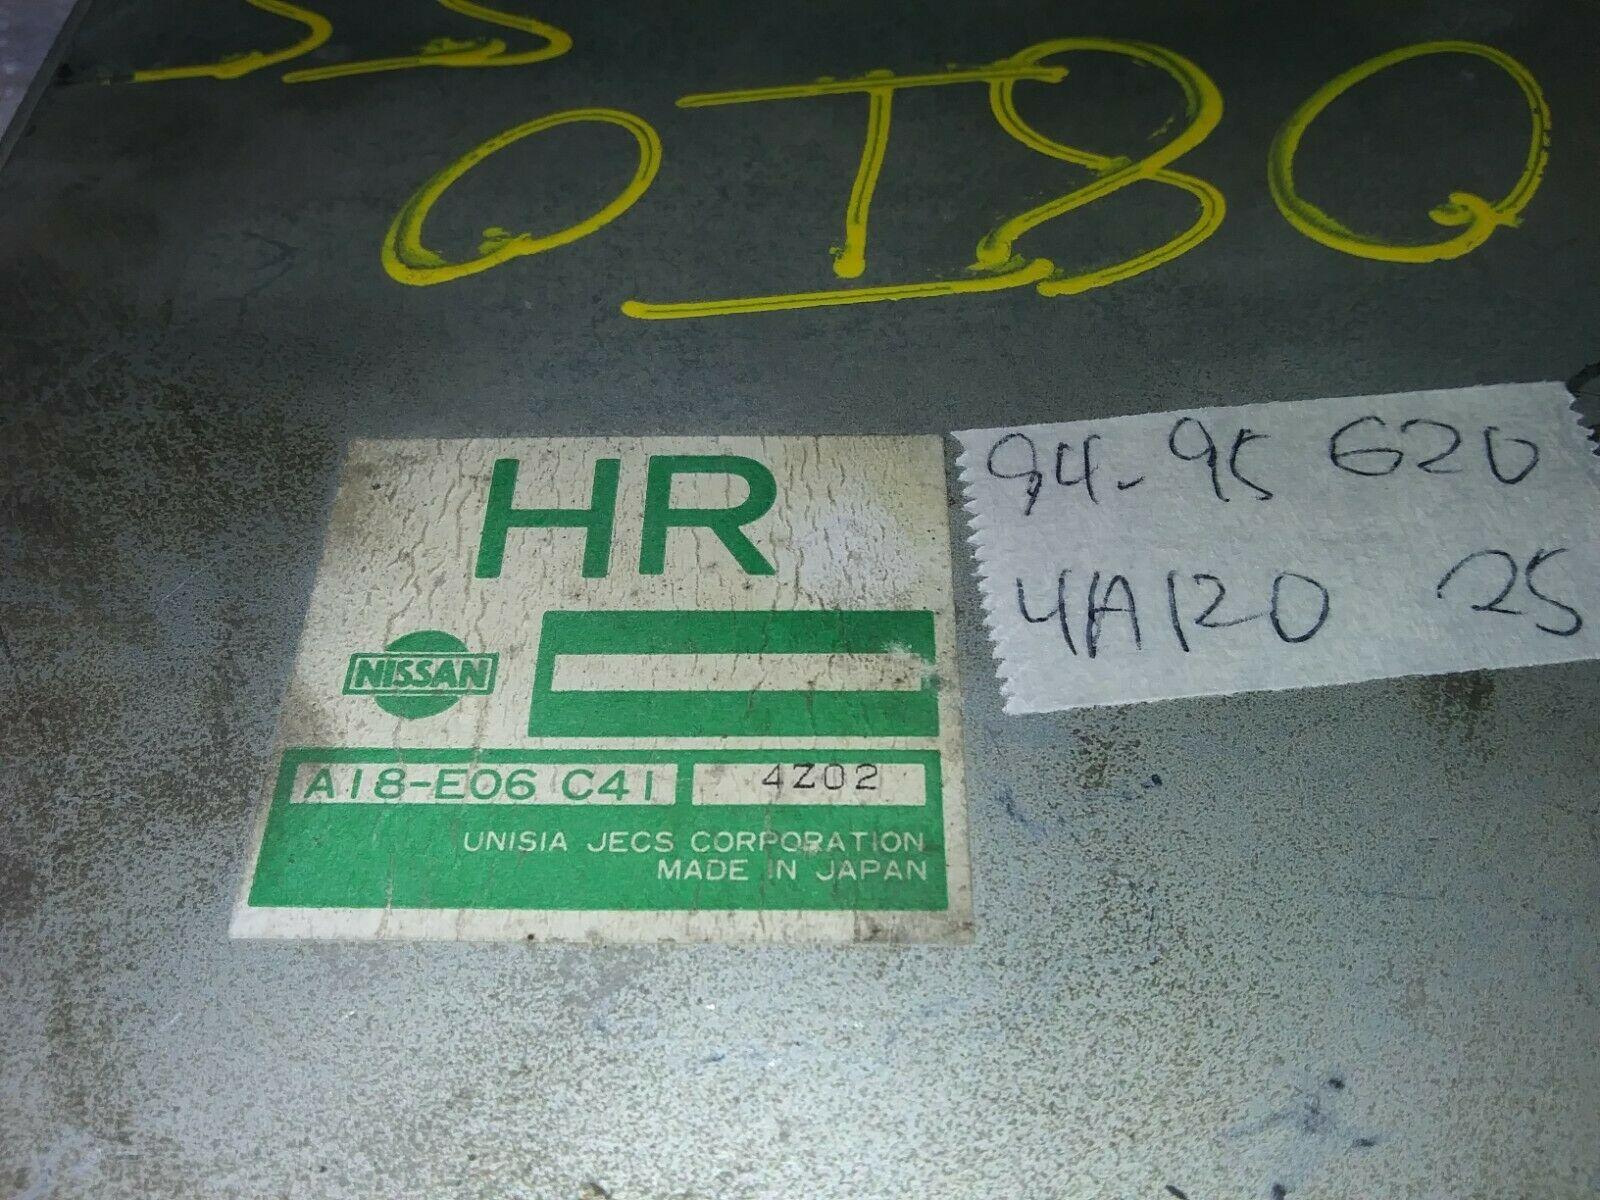 0T80
HR
NISSAN
A18-E06 C41 4Z02
UNISIA JECS CORPORATION
MADE IN JAPAN
94-95 G20
4A120 25